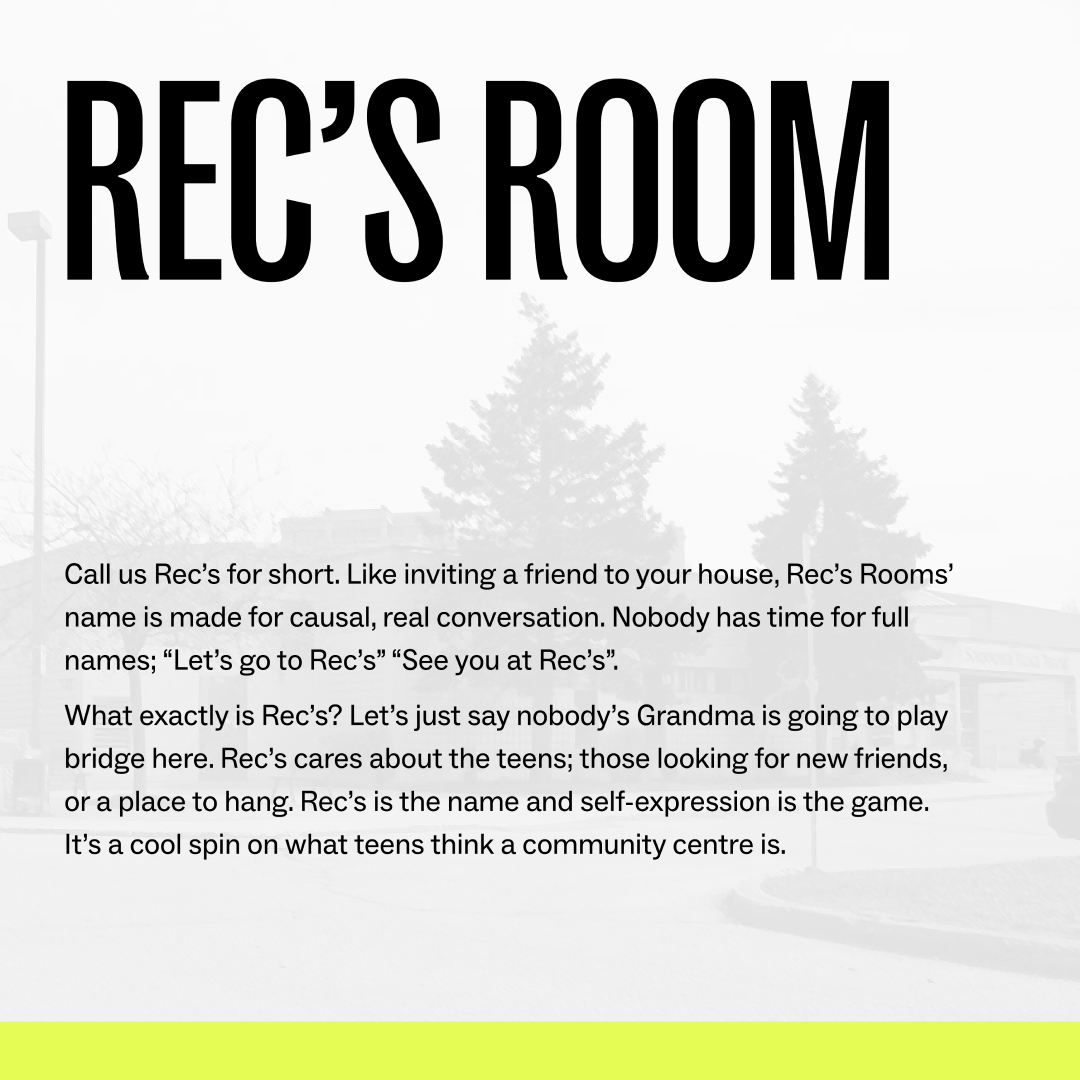 REC’S ROOM
Call us Rec’s for short. Like inviting a friend to your house, Rec’s Rooms’
name is made for causal, real conversation. Nobody has time for full
names; “Let’s go to Rec’s” “See you at Rec’s”.
What exactly is Rec’s? Let’s just say nobody’s Grandma is going to play
bridge here. Rec’s cares about the teens; those looking for new friends,
or a place to hang. Rec’s is the name and self-expression is the game.
It’s a cool spin on what teens think a community centre is.